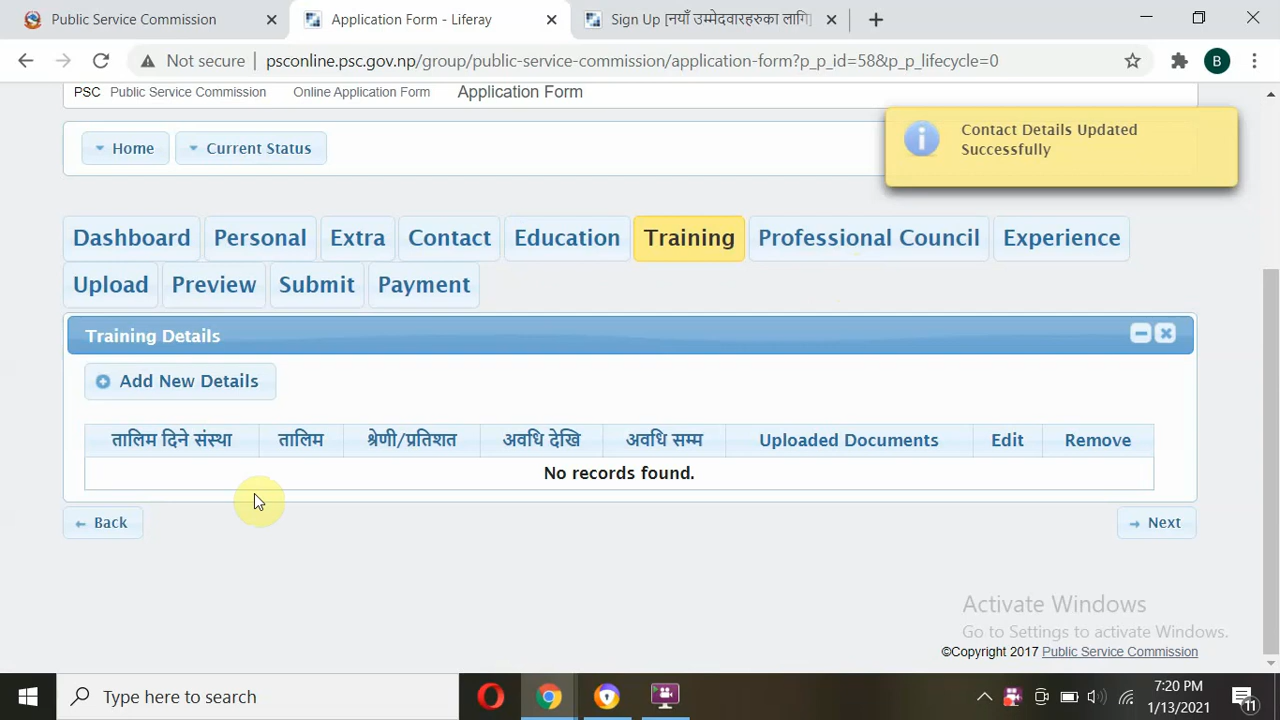 Public Service Commission
Application Form - Liferay
Sign Up [नयाँ उम्मेदवारहरुका लागि]
Not secure
psconline.psc.gov.np/group/public-service-commission/application-form?p_p_id=58&p_p_lifecycle=0
B
PSC Public Service Commission Online Application Form Application Form
Home
Current Status
Contact Details Updated
Successfully
Dashboard
Personal
Extra
Contact
Education
Training
Professional Council
Experience
Upload
Preview
Submit
Payment
Training Details
Add New Details
तालिम दिने संस्था
तालिम
श्रेणी/प्रतिशत
अवधि देखि
अवधि सम्म
Uploaded Documents
Edit
Remove
No records found.
Back
Next
Activate Windows
Go to Settings to activate Windows.
©Copyright 2017 Public Service Commission
Type here to search
7:20 PM
1/13/2021
11